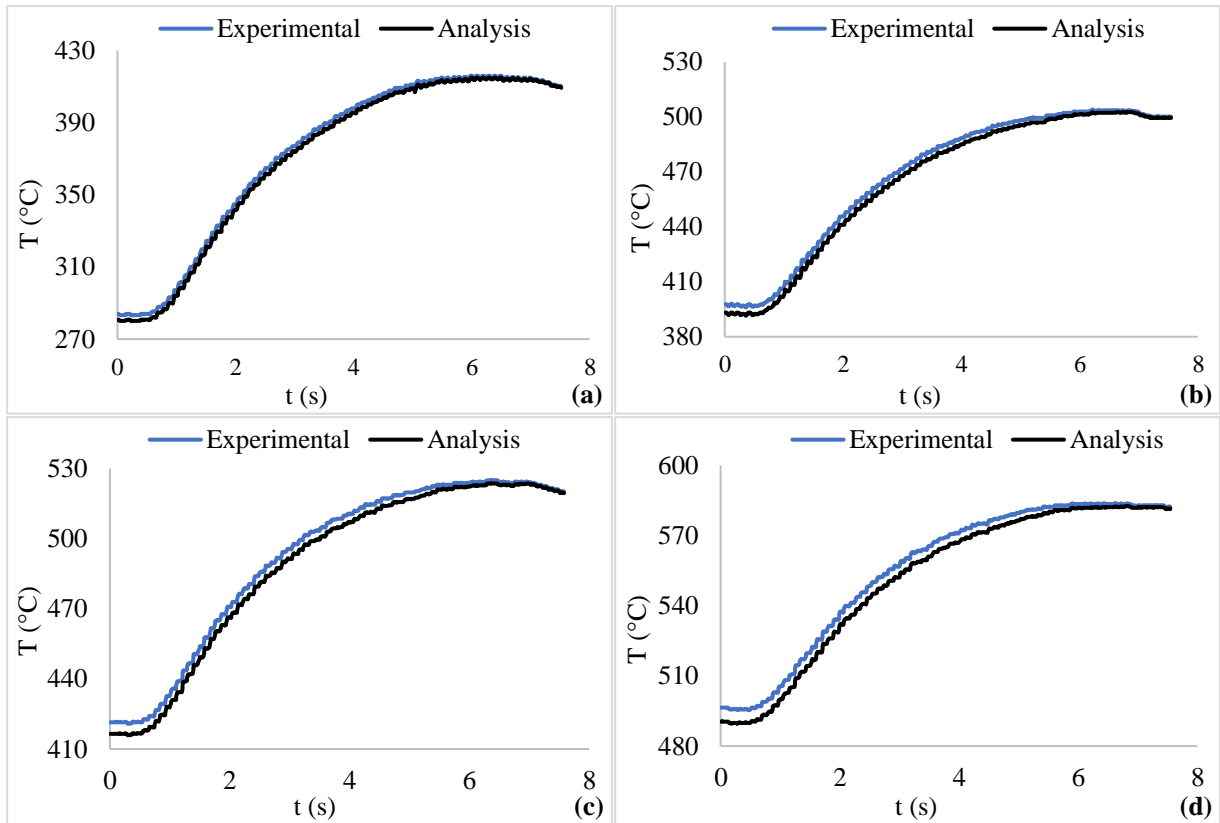 Experimental Analysis
430
390
350
310
270
T (°C)
0 2 4 6 8
t (s)
(a)
Experimental Analysis
530
500
470
440
410
380
T (°C)
0 2 4 6 8
t (s)
(b)
Experimental Analysis
530
500
470
440
410
T (°C)
0 2 4 6 8
t (s)
(c)
Experimental Analysis
600
570
540
510
480
T (°C)
0 2 4 6 8
t (s)
(d)